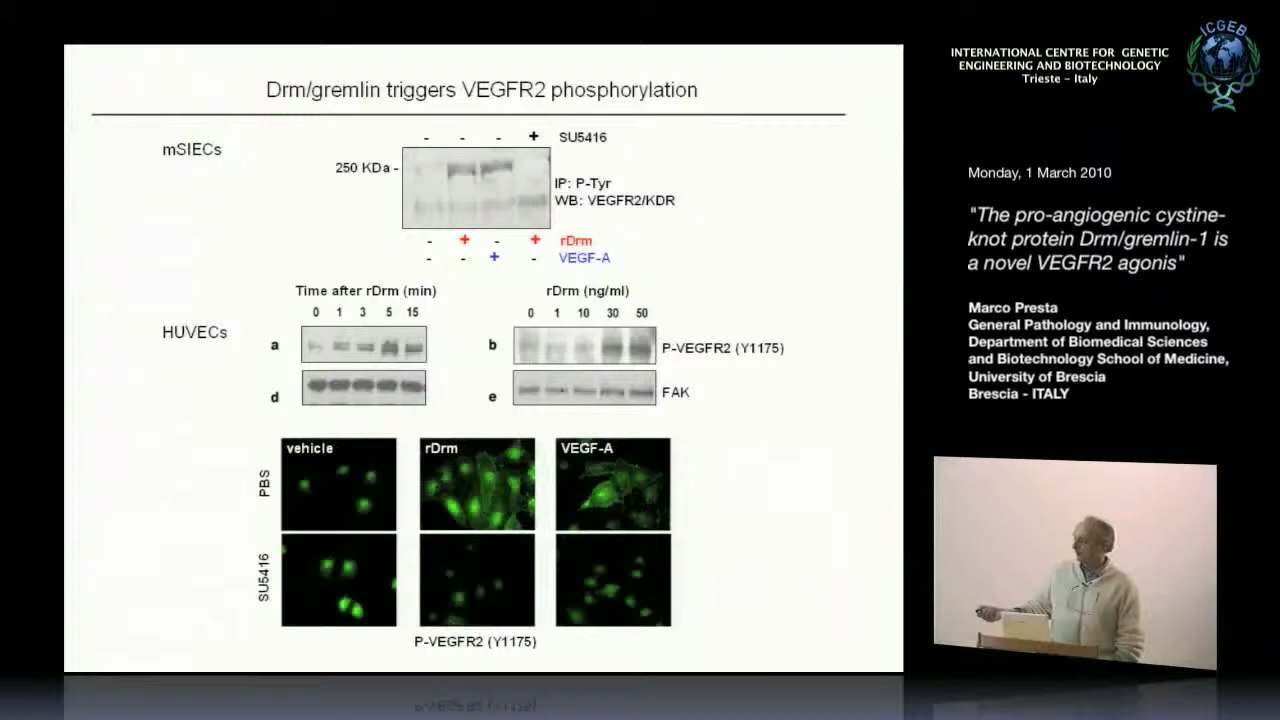 Drm/gremlin triggers VEGFR2 phosphorylation
mSIECs
- - - + SU5416
250 KDa -
IP: P-Tyr
WB: VEGFR2/KDR
- + - + rDrm
- - + - VEGF-A
HUVECs
Time after rDrm (min)
0 1 3 5 15
rDrm (ng/ml)
0 1 10 30 50
a
b
P-VEGFR2 (Y1175)
d
e
FAK
vehicle
rDrm
VEGF-A
PBS
SU5416
P-VEGFR2 (Y1175)
INTERNATIONAL CENTRE FOR GENETIC
ENGINEERING AND BIOTECHNOLOGY
Trieste - Italy
ICGEB
Monday, 1 March 2010
"The pro-angiogenic cystine-
knot protein Drm/gremlin-1 is
a novel VEGFR2 agonis"
Marco Presta
General Pathology and Immunology,
Department of Biomedical Sciences
and Biotechnology School of Medicine,
University of Brescia
Brescia - ITALY